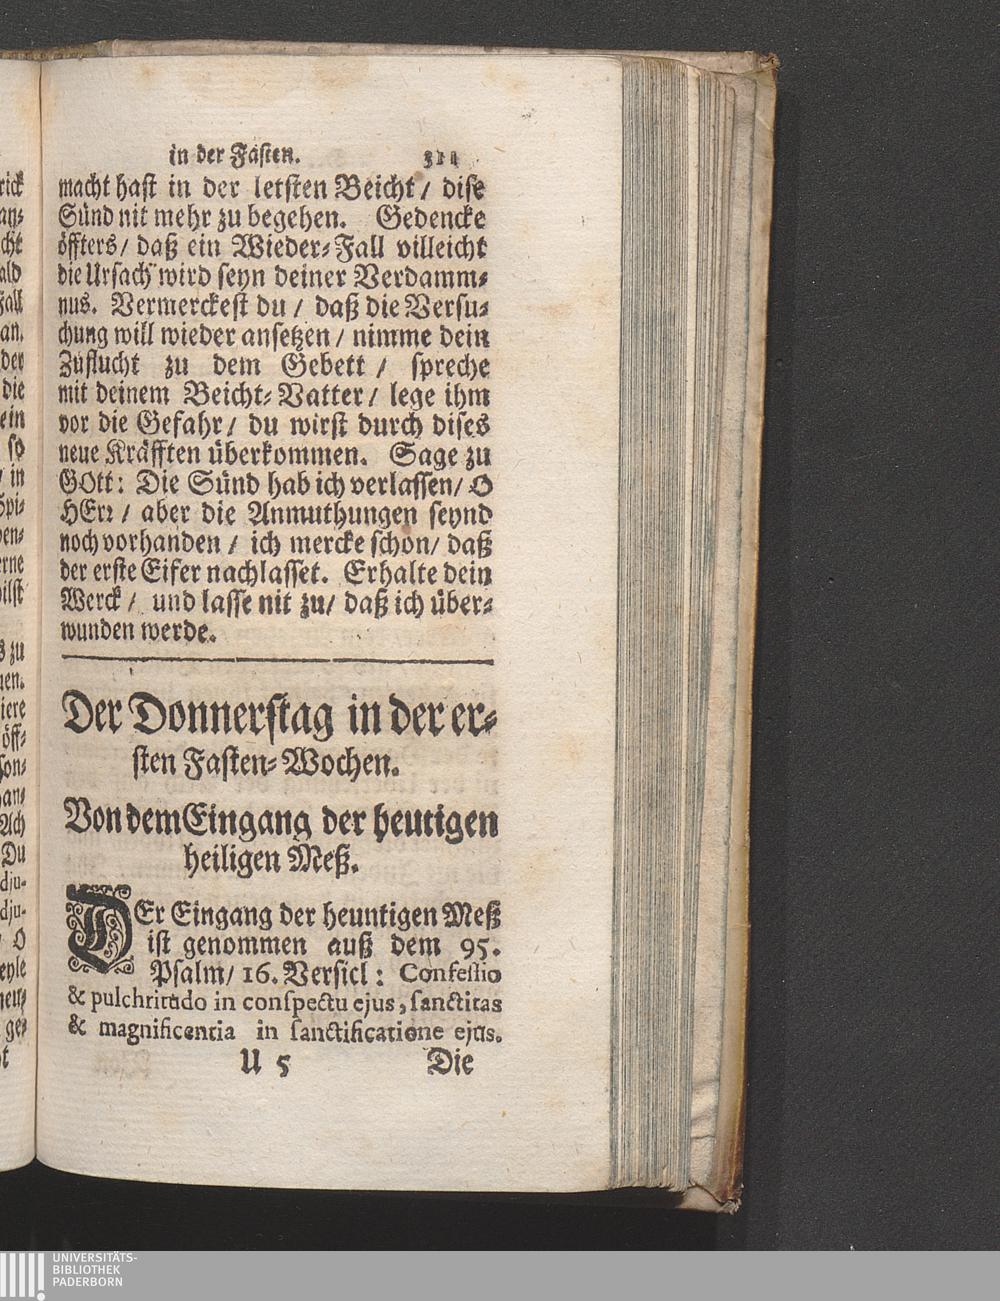 in der Fasten. 311
macht hast in der letsten Beicht / dise
Sünd nit mehr zu begehen. Gedencke
öffters / daß ein Wieder-Fall villeicht
die Ursach wird seyn deiner Verdamm-
nus. Vermerckest du / daß die Versu-
chung will wieder ansetzen / nimme dein
Zuflucht zu dem Gebett / spreche
mit deinem Beicht-Vatter / lege ihm
vor die Gefahr / du wirst durch dises
neue Kräfften überkommen. Sage zu
GOtt: Die Sünd hab ich verlassen / O
HErr / aber die Anmuthungen seynd
noch vorhanden / ich mercke schon / daß
der erste Eifer nachlasset. Erhalte dein
Werck / und lasse nit zu / daß ich über-
wunden werde.
Der Donnerstag in der er-
sten Fasten-Wochen.
Von dem Eingang der heutigen
heiligen Meß.
DEr Eingang der heuntigen Meß
ist genommen auß dem 95.
Psalm / 16. Versicl: Confessio
& pulchritudo in conspectu ejus, sanctitas
& magnificentia in sanctificatione ejus.
U 5 Die
UNIVERSITÄTS-
BIBLIOTHEK
PADERBORN